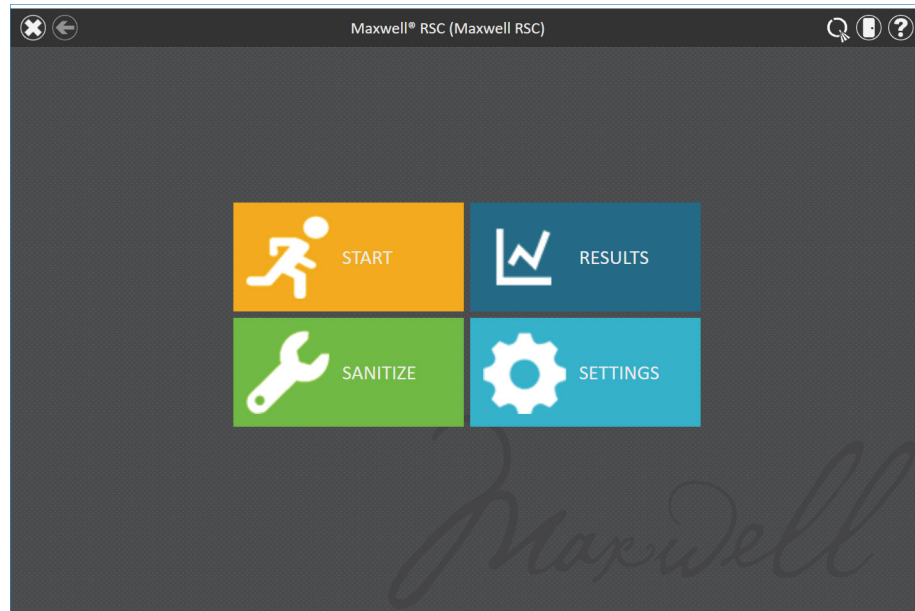 Maxwell® RSC (Maxwell RSC)
START
RESULTS
SANITIZE
SETTINGS
Maxwell